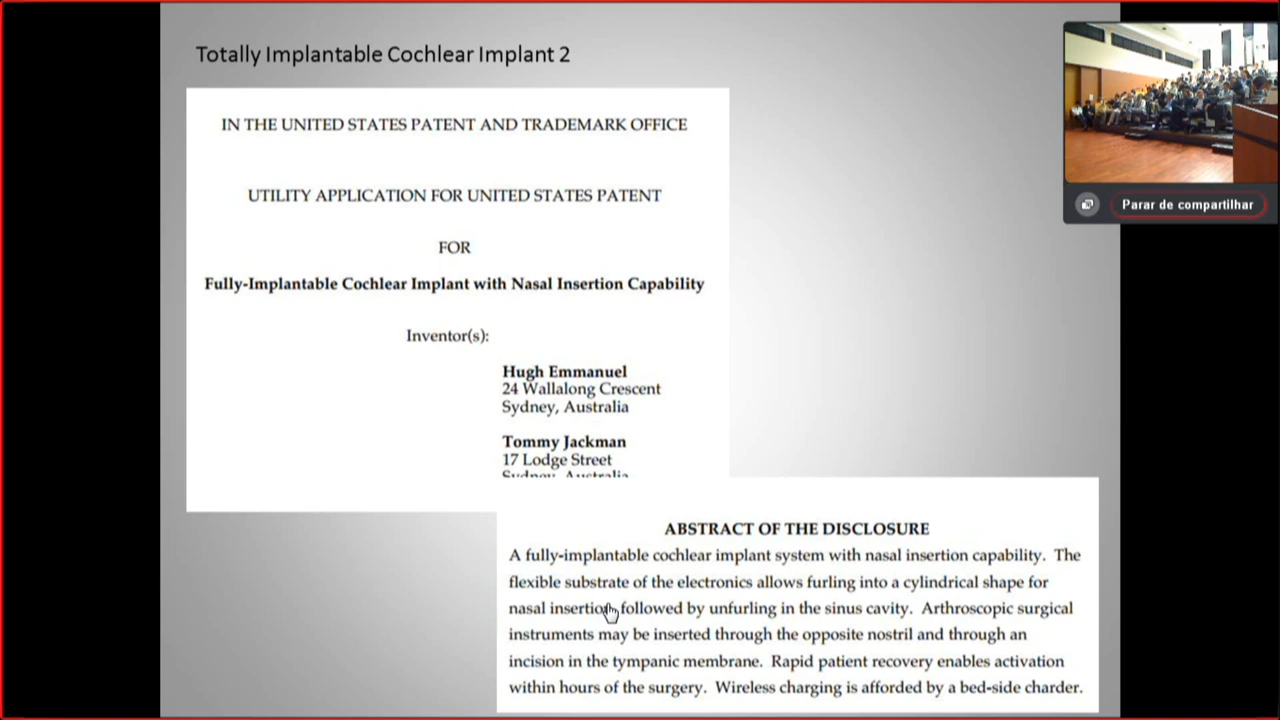 Totally Implantable Cochlear Implant 2
IN THE UNITED STATES PATENT AND TRADEMARK OFFICE
UTILITY APPLICATION FOR UNITED STATES PATENT
FOR
Fully-Implantable Cochlear Implant with Nasal Insertion Capability
Inventor(s):
Hugh Emmanuel
24 Wallalong Crescent
Sydney, Australia
Tommy Jackman
17 Lodge Street
Sydney, Australia
ABSTRACT OF THE DISCLOSURE
A fully-implantable cochlear implant system with nasal insertion capability. The
flexible substrate of the electronics allows furling into a cylindrical shape for
nasal insertion followed by unfurling in the sinus cavity. Arthroscopic surgical
instruments may be inserted through the opposite nostril and through an
incision in the tympanic membrane. Rapid patient recovery enables activation
within hours of the surgery. Wireless charging is afforded by a bed-side charder.
Parar de compartilhar